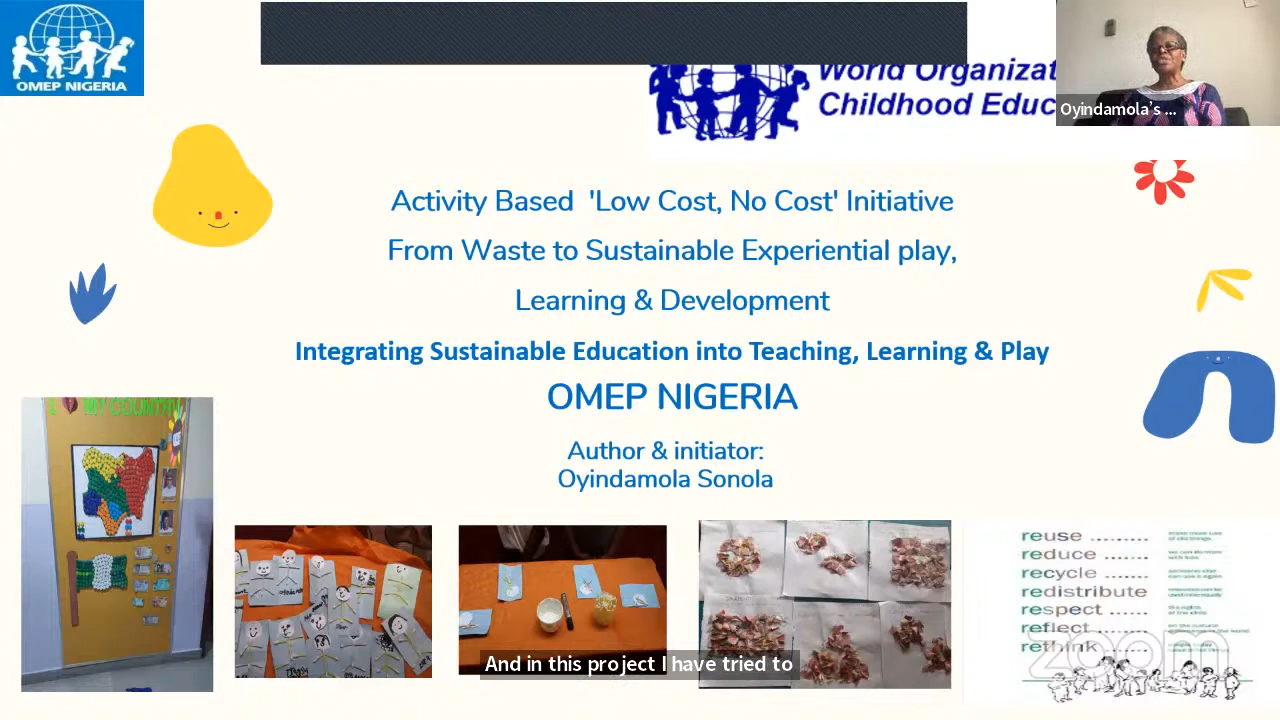 OMEP NIGERIA
World Organizat
Childhood Educ
Oyindamola's ...
Activity Based 'Low Cost, No Cost' Initiative
From Waste to Sustainable Experiential play,
Learning & Development
Integrating Sustainable Education into Teaching, Learning & Play
OMEP NIGERIA
Author & initiator:
Oyindamola Sonola
I MY COUNTRY
reuse ..........
reduce .......
recycle .......
redistribute
respect ......
reflect ........
rethink
zoom
And in this project I have tried to